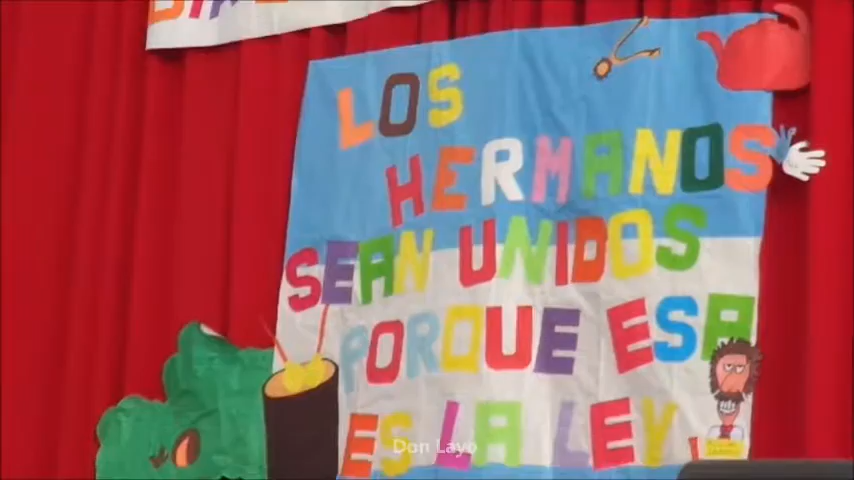 LOS
HERMANOS
SEAN UNIDOS
PORQUE ESA
ES LA LEY
Don Layo